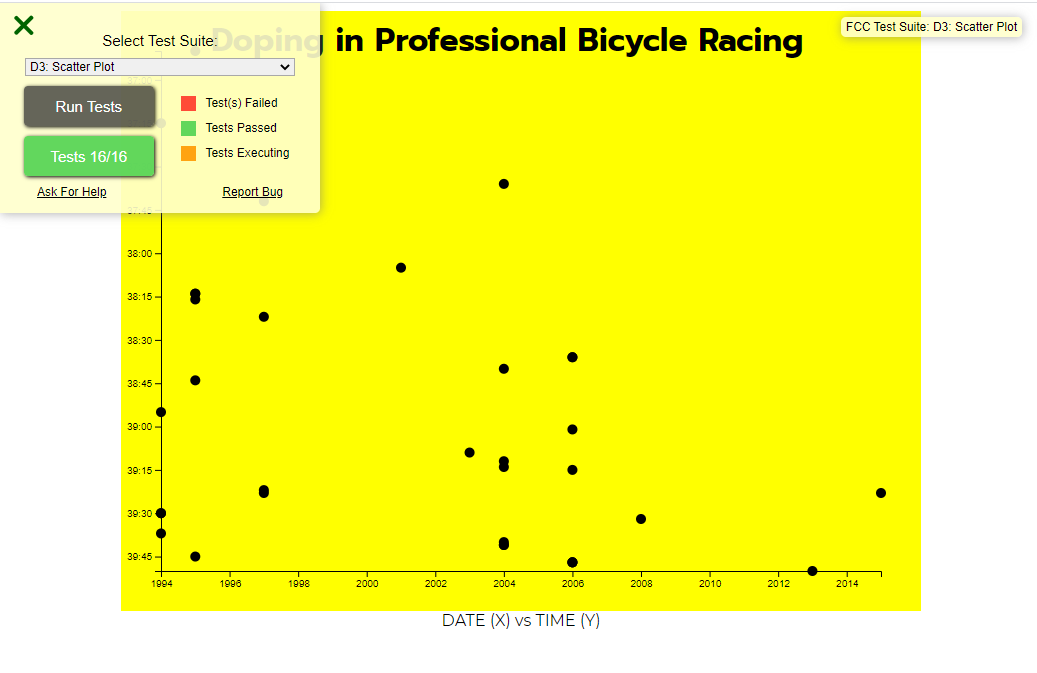 Doping in Professional Bicycle Racing
FCC Test Suite: D3: Scatter Plot
Select Test Suite:
D3: Scatter Plot
Run Tests
Tests 16/16
Test(s) Failed
Tests Passed
Tests Executing
Ask For Help
Report Bug
37:45
38:00
38:15
38:30
38:45
39:00
39:15
39:30
39:45
1994 1996 1998 2000 2002 2004 2006 2008 2010 2012 2014
DATE (X) vs TIME (Y)